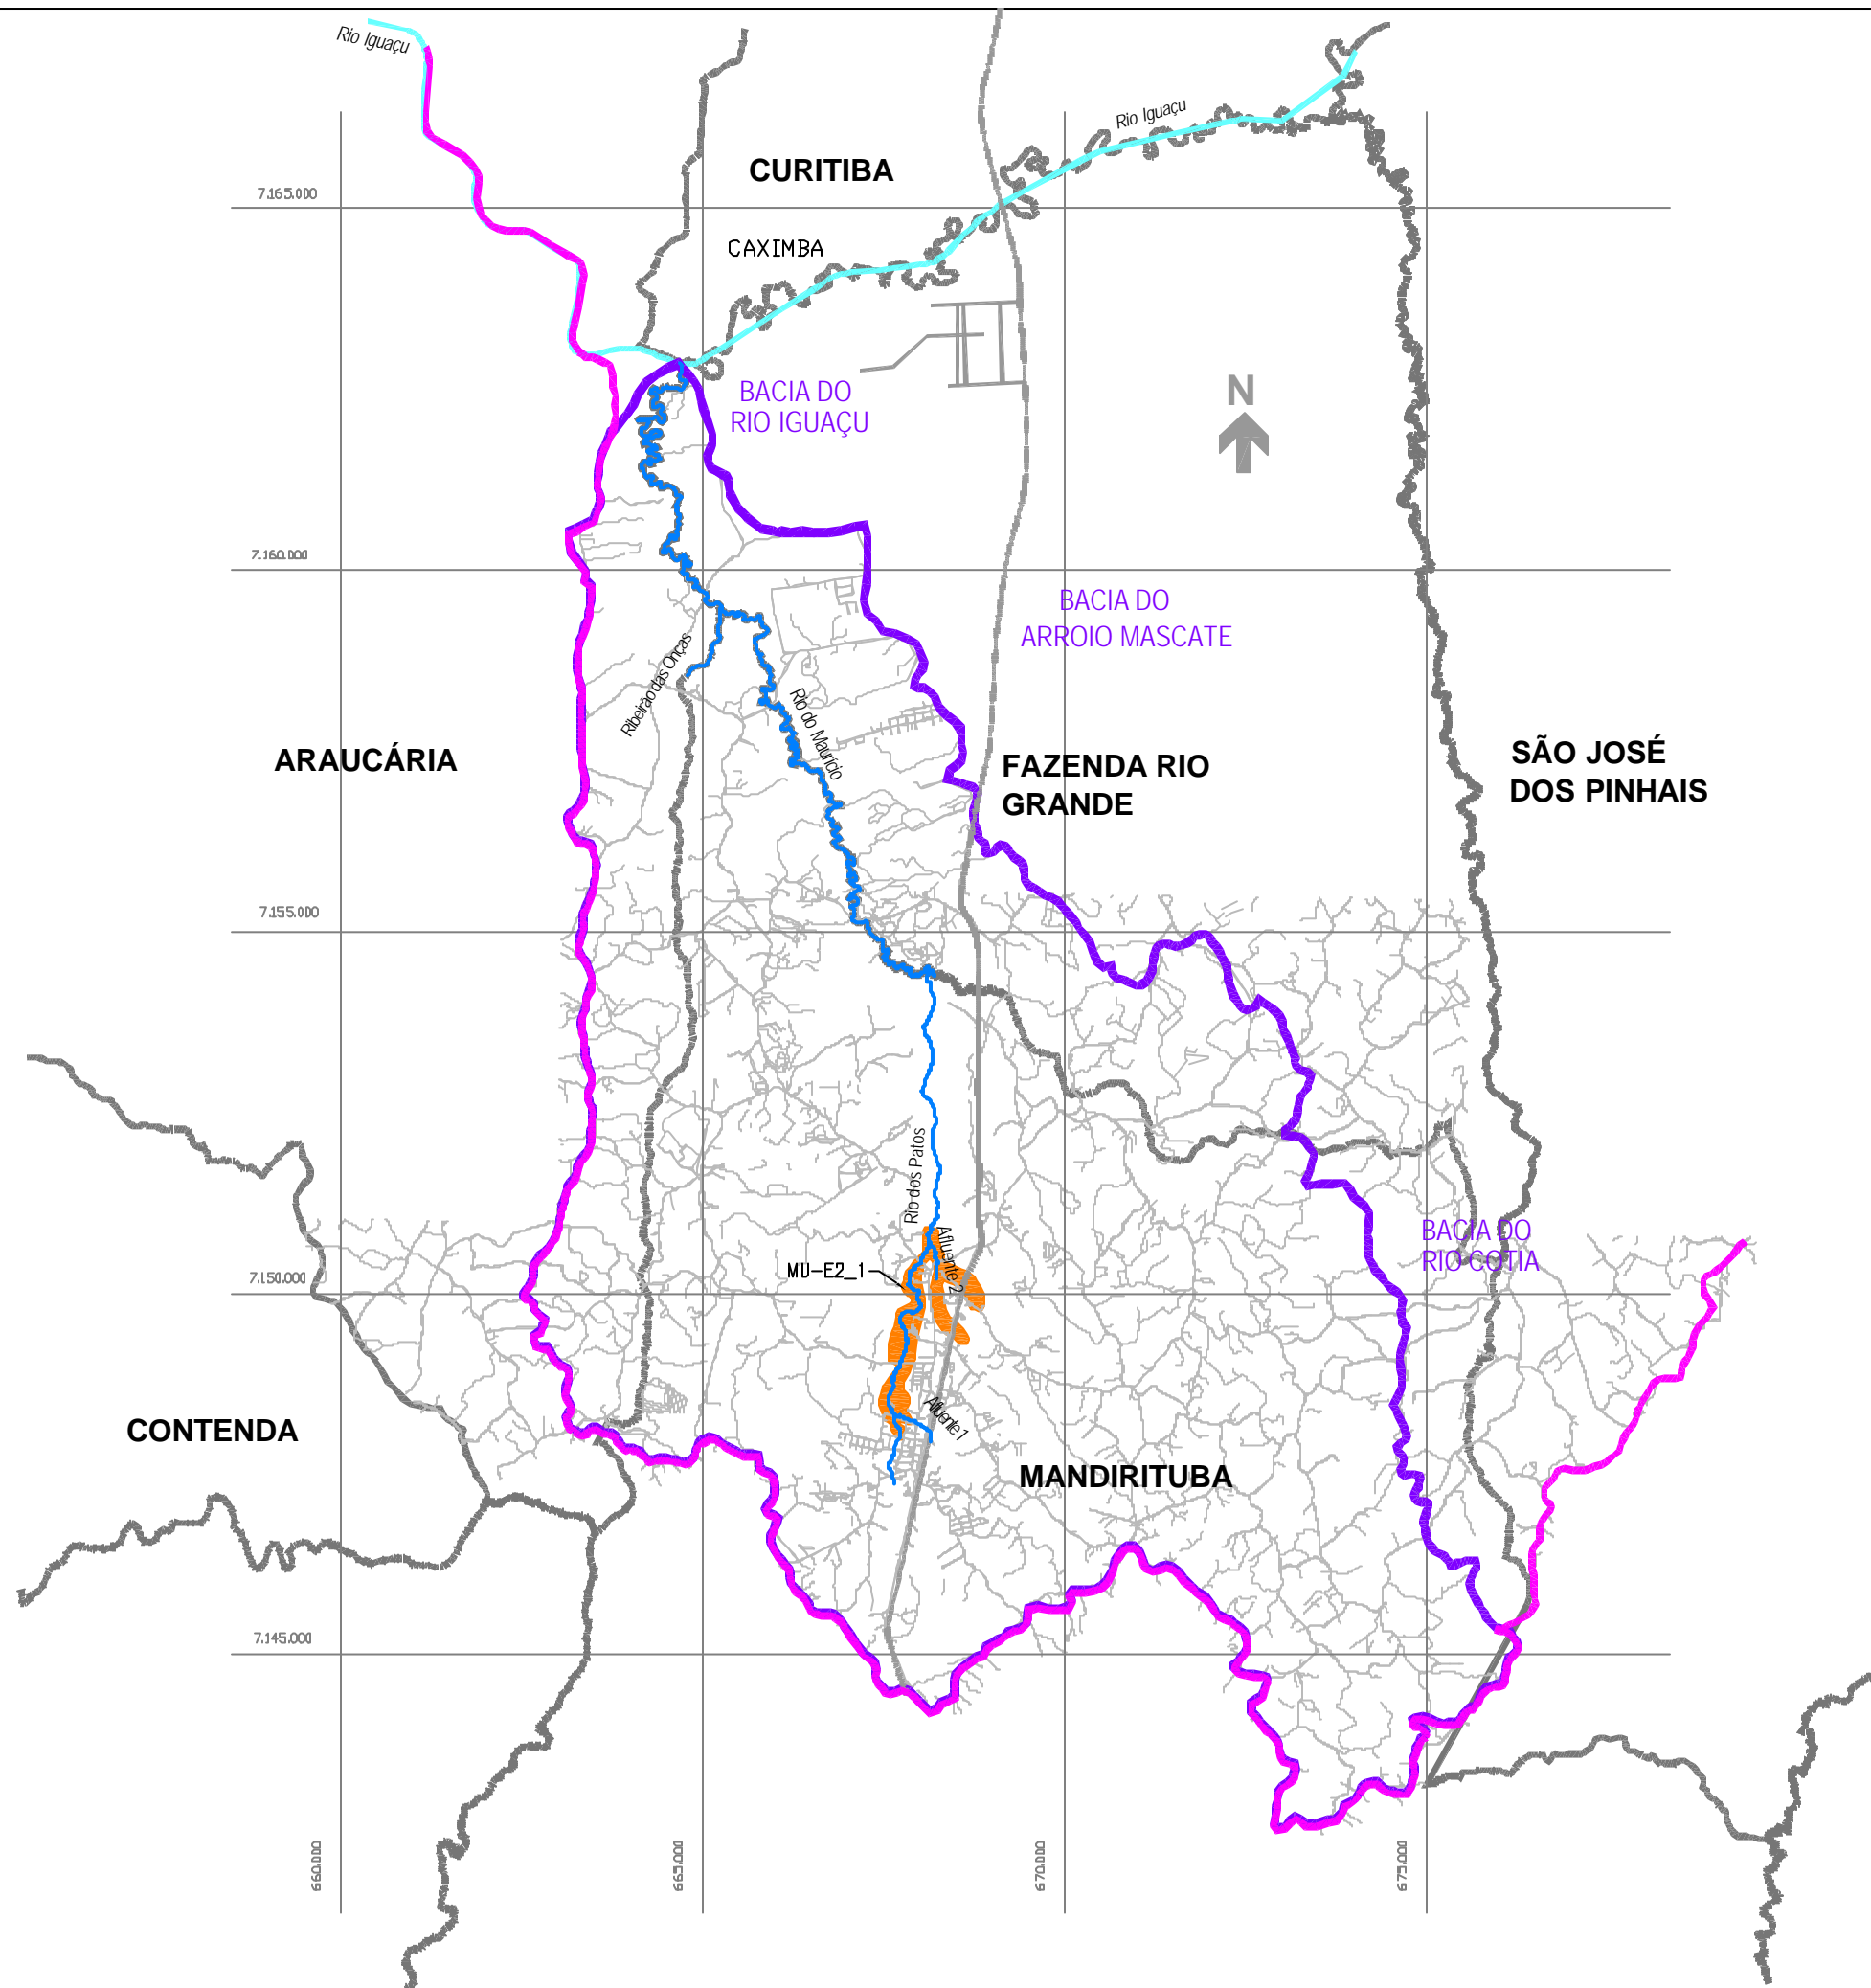 Rio Iguaçu
Rio Iguaçu
CURITIBA
7.165.000
CAXIMBA
BACIA DO
RIO IGUAÇU
N
7.160.000
BACIA DO
ARROIO MASCATE
Ribeirão das Onças
Rio do Maurício
ARAUCÁRIA
FAZENDA RIO
GRANDE
SÃO JOSÉ
DOS PINHAIS
7.155.000
Rio dos Patos
Afluente 2
BACIA DO
RIO COTIA
MU-E2_1
7.150.000
Afluente 1
CONTENDA
MANDIRITUBA
7.145.000
660.000
665.000
670.000
675.000